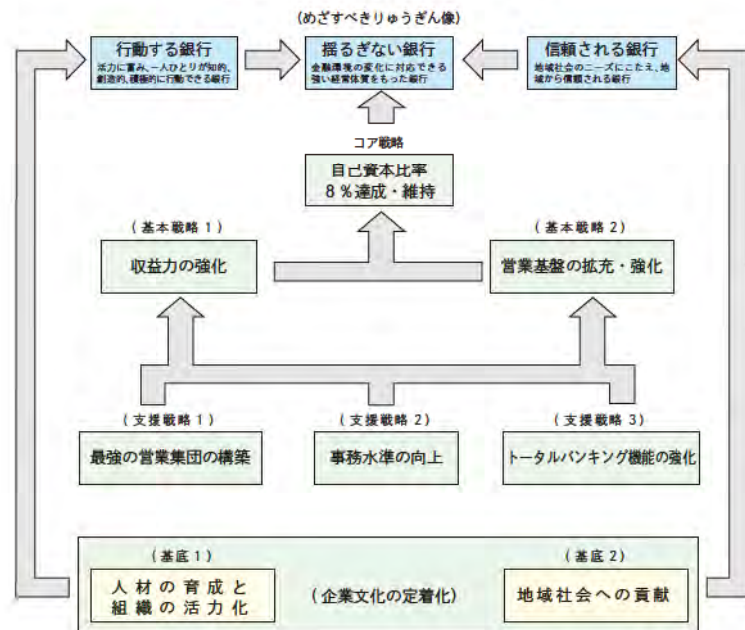 (めざすべきりゅうぎん像)
行動する銀行
活力に富み、一人ひとりが知的、
創造的、積極的に行動できる銀行
揺るぎない銀行
金融環境の変化に対応できる
強い経営体質をもった銀行
信頼される銀行
地域社会のニーズにこたえ、地
域から信頼される銀行
コア戦略
自己資本比率
8%達成・維持
(基本戦略1)
収益力の強化
(基本戦略2)
営業基盤の拡充・強化
(支援戦略1)
最強の営業集団の構築
(支援戦略2)
事務水準の向上
(支援戦略3)
トータルバンキング機能の強化
(基底1)
人材の育成と
組織の活力化
(企業文化の定着化)
(基底2)
地域社会への貢献